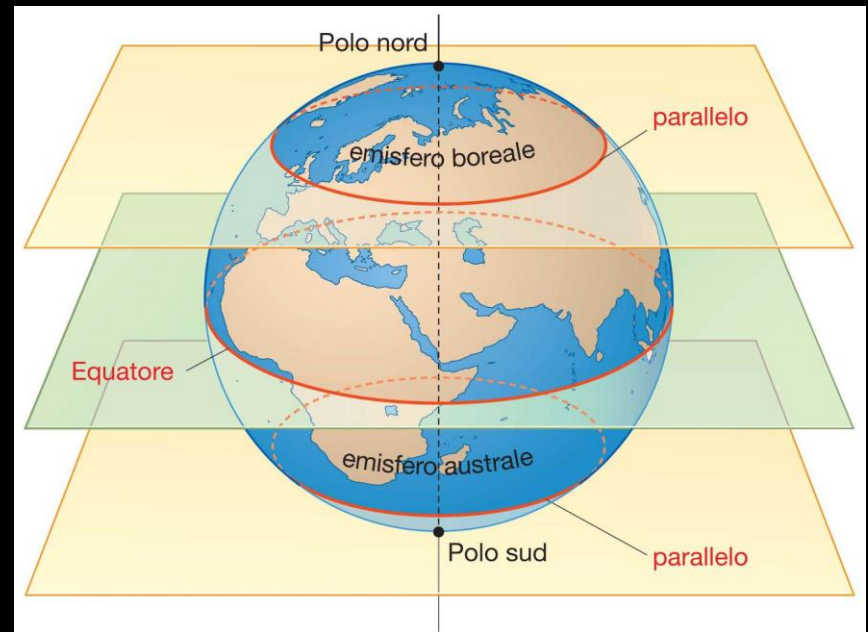 Polo nord
parallelo
emisfero boreale
Equatore
emisfero australe
Polo sud
parallelo